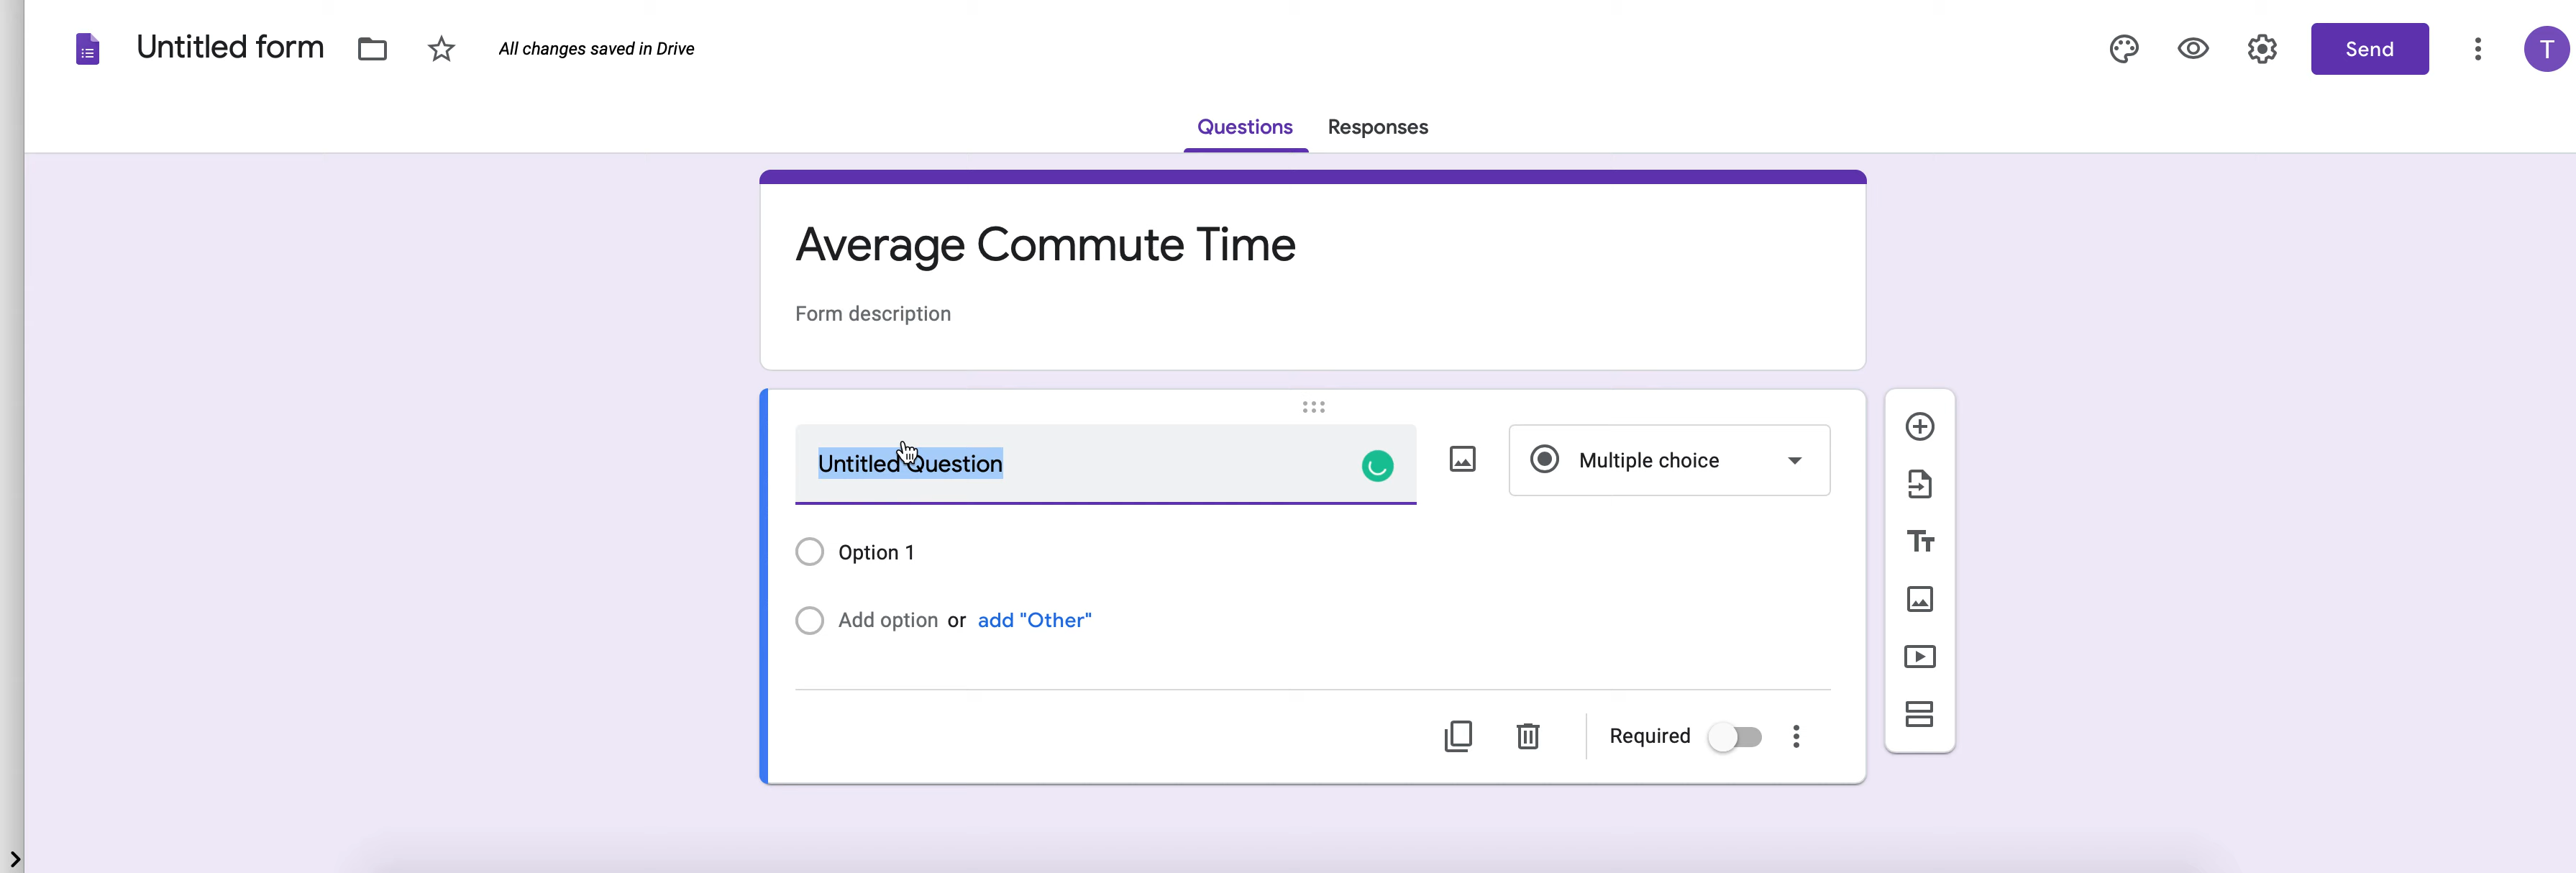 Untitled form
All changes saved in Drive
Send
T
Questions Responses
Average Commute Time
Form description
Untitled Question
Multiple choice
Option 1
Add option or add "Other"
Required